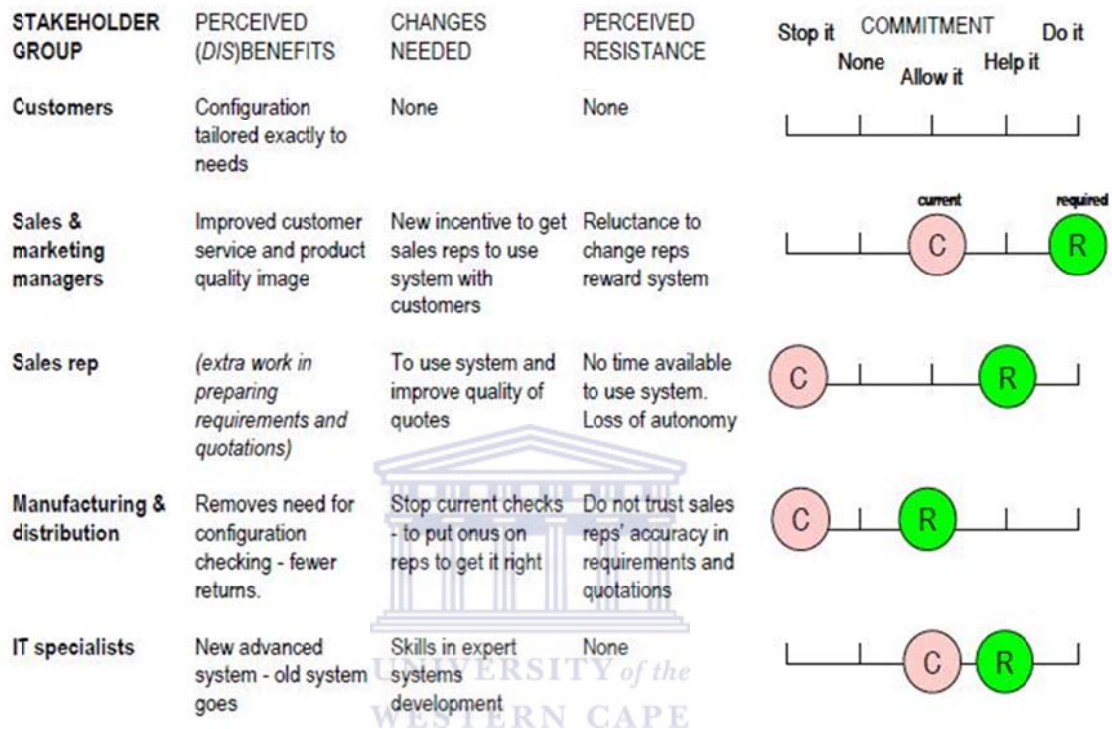 STAKEHOLDER GROUP PERCEIVED (DIS)BENEFITS CHANGES NEEDED PERCEIVED RESISTANCE COMMITMENT
Stop it None Allow it Help it Do it
Customers
Configuration
tailored exactly to
needs
None
None
Sales &
marketing
managers
Improved customer
service and product
quality image
New incentive to get
sales reps to use
system with
customers
Reluctance to
change reps
reward system
current
required
C
R
Sales rep
(extra work in
preparing
requirements and
quotations)
To use system and
improve quality of
quotes
No time available
to use system.
Loss of autonomy
C
R
Manufacturing &
distribution
Removes need for
configuration
checking - fewer
returns.
Stop current checks
- to put onus on
reps to get it right
Do not trust sales
reps' accuracy in
requirements and
quotations
C
R
IT specialists
New advanced
system - old system
goes
Skills in expert
systems
development
None
C
R
UNIVERSITY of the
WESTERN CAPE